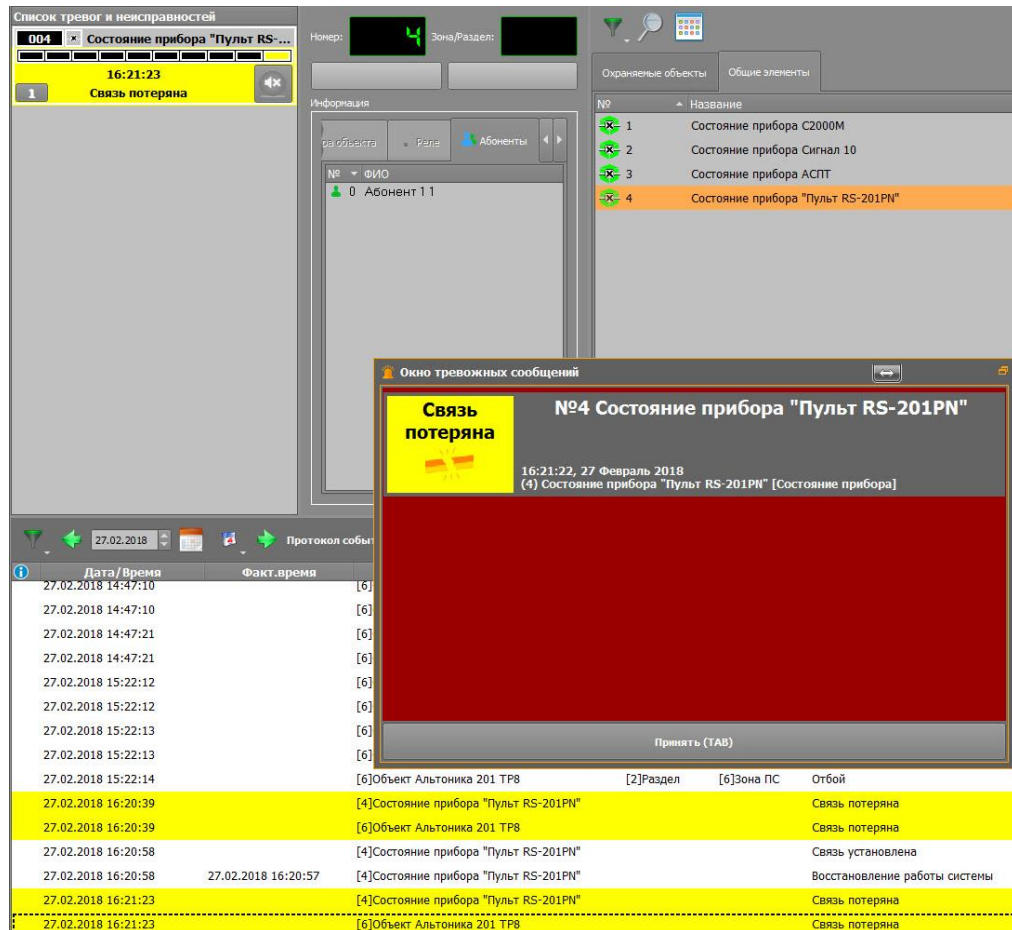 Список тревог и неисправностей
004 Состояние прибора "Пульт RS-...
16:21:23
1 Связь потеряна
Номер: 4 Зона/Раздел:
Информация
ра объекта Реле Абоненты
№ ФИО
0 Абонент 1 1
Охраняемые объекты Общие элементы
№ Название
1 Состояние прибора С2000М
2 Состояние прибора Сигнал 10
3 Состояние прибора АСПТ
4 Состояние прибора "Пульт RS-201PN"
Окно тревожных сообщений
Связь потеряна
№4 Состояние прибора "Пульт RS-201PN"
16:21:22, 27 Февраль 2018
(4) Состояние прибора "Пульт RS-201PN" [Состояние прибора]
Принять (TAB)
27.02.2018 Протокол событ
Дата/Время Факт.время
27.02.2018 14:47:10 [6]
27.02.2018 14:47:10 [6]
27.02.2018 14:47:21 [6]
27.02.2018 14:47:21 [6]
27.02.2018 15:22:12 [6]
27.02.2018 15:22:12 [6]
27.02.2018 15:22:13 [6]
27.02.2018 15:22:13 [6]
27.02.2018 15:22:14 [6]Объект Альтоника 201 TP8 [2]Раздел [6]Зона ПС Отбой
27.02.2018 16:20:39 [4]Состояние прибора "Пульт RS-201PN" Связь потеряна
27.02.2018 16:20:39 [6]Объект Альтоника 201 TP8 Связь потеряна
27.02.2018 16:20:58 [4]Состояние прибора "Пульт RS-201PN" Связь установлена
27.02.2018 16:20:58 27.02.2018 16:20:57 [4]Состояние прибора "Пульт RS-201PN" Восстановление работы системы
27.02.2018 16:21:23 [4]Состояние прибора "Пульт RS-201PN" Связь потеряна
27.02.2018 16:21:23 [6]Объект Альтоника 201 TP8 Связь потеряна